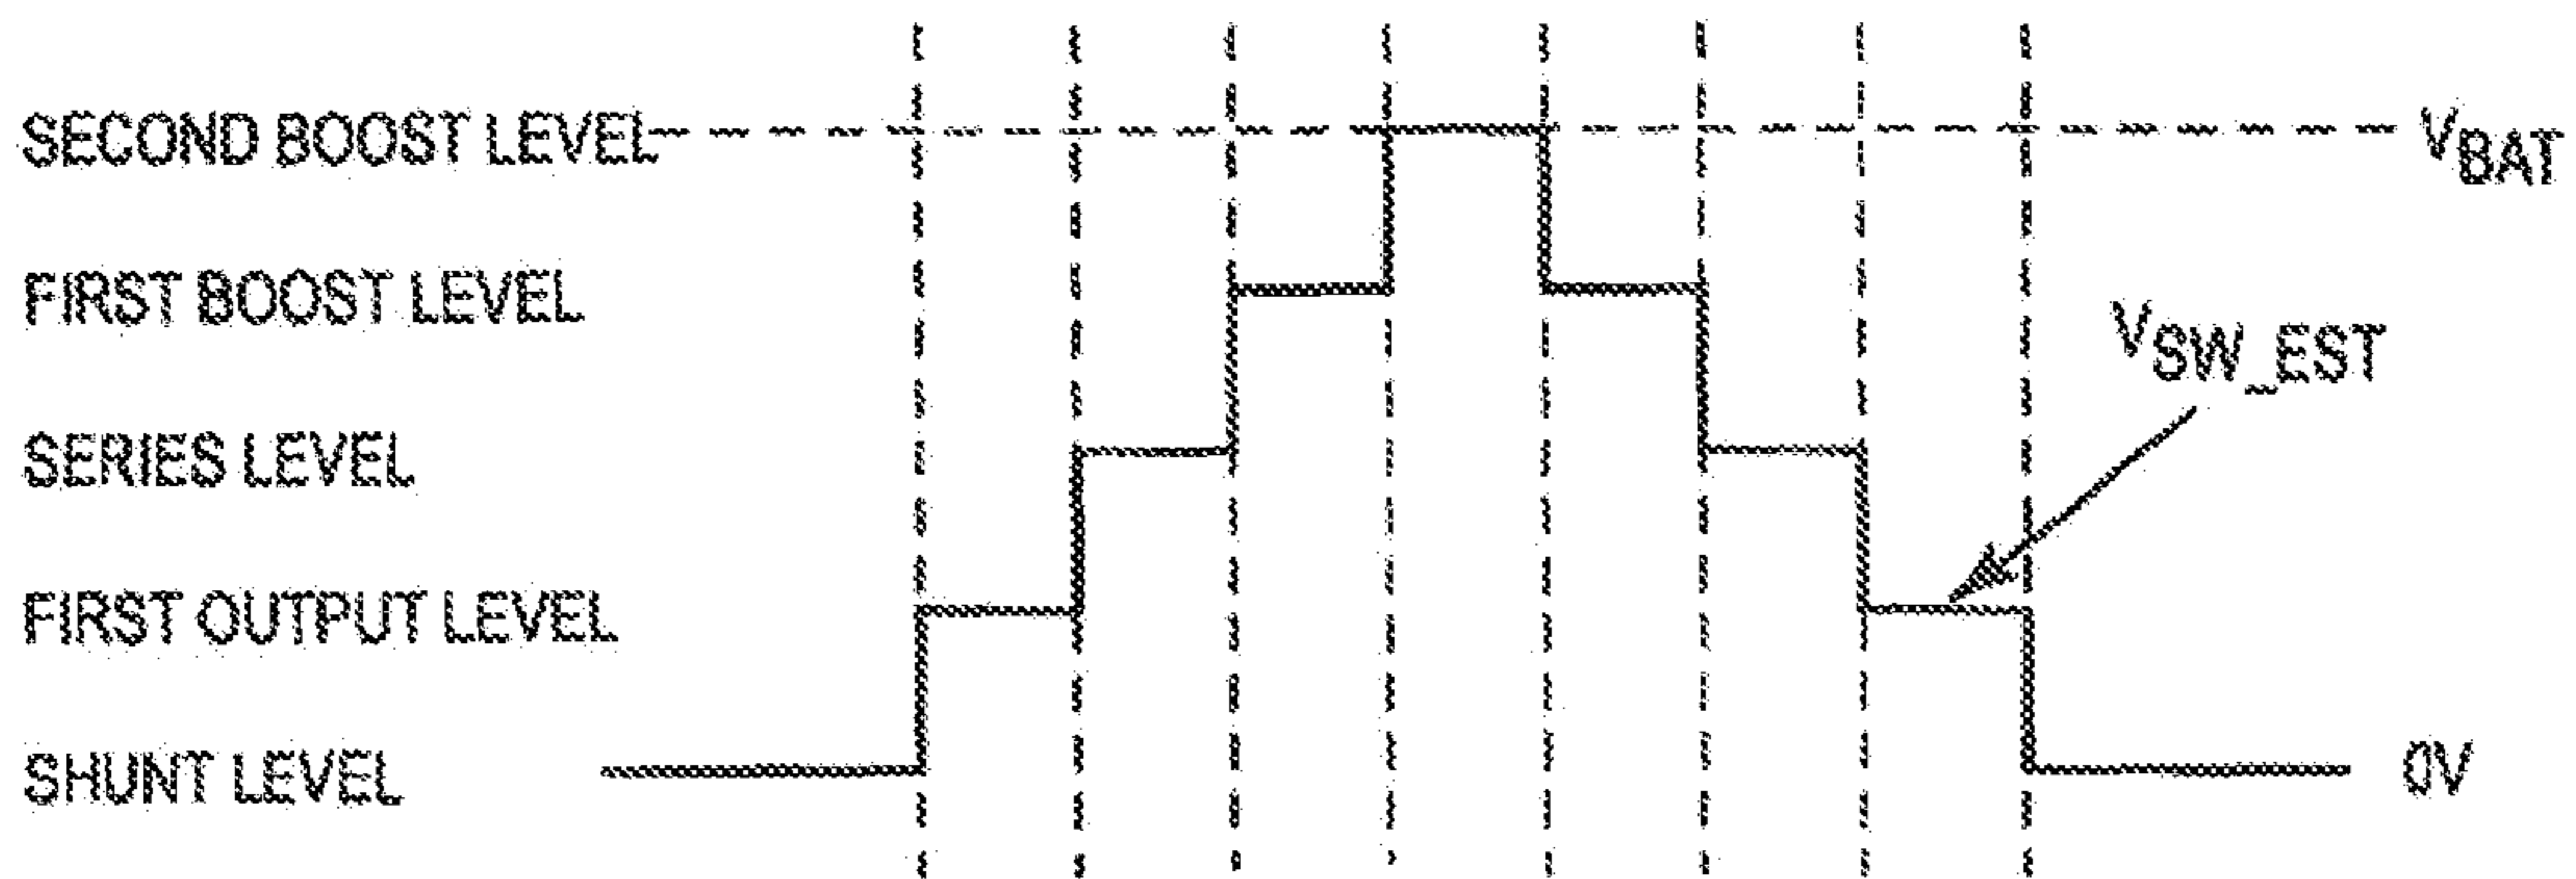 SECOND BOOST LEVEL
VBAT
FIRST BOOST LEVEL
VSW_EST
SERIES LEVEL
FIRST OUTPUT LEVEL
SHUNT LEVEL
0V